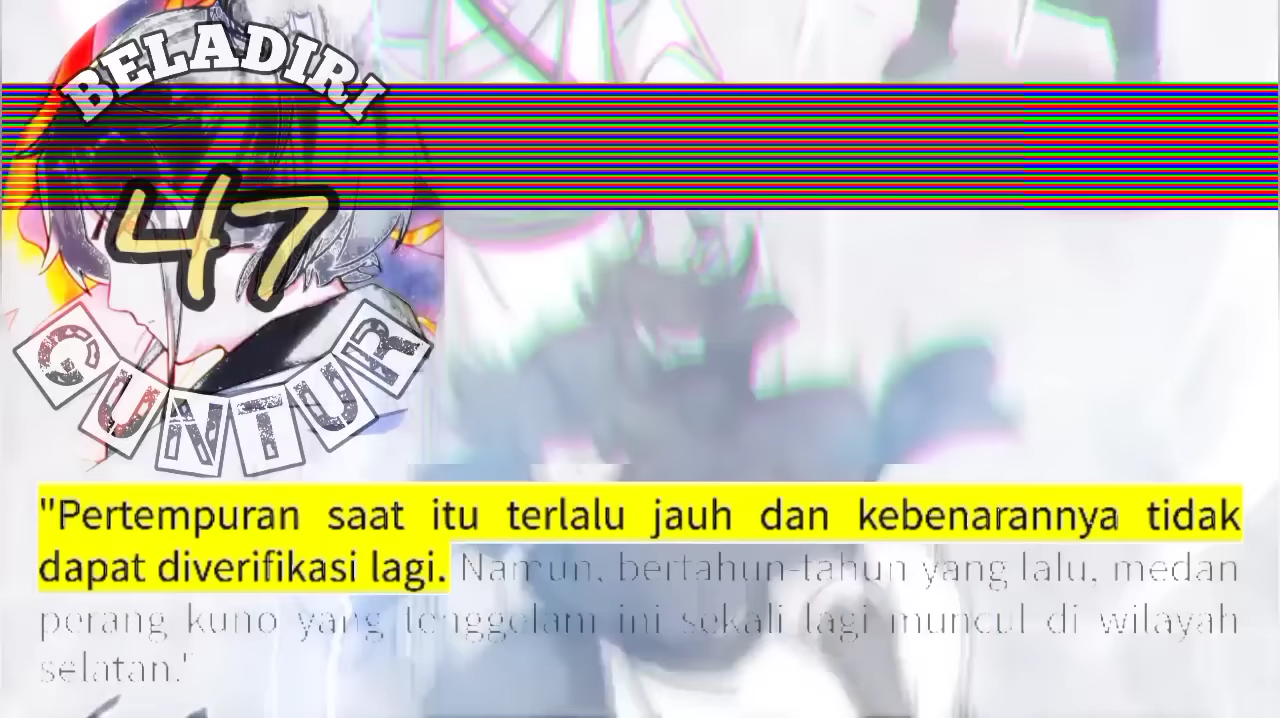 BELADIRI
47
GUNTUR
"Pertempuran saat itu terlalu jauh dan kebenarannya tidak
dapat diverifikasi lagi. Namun, bertahun-tahun yang lalu, medan
perang kuno yang tenggelam ini sekali lagi muncul di wilayah
selatan."